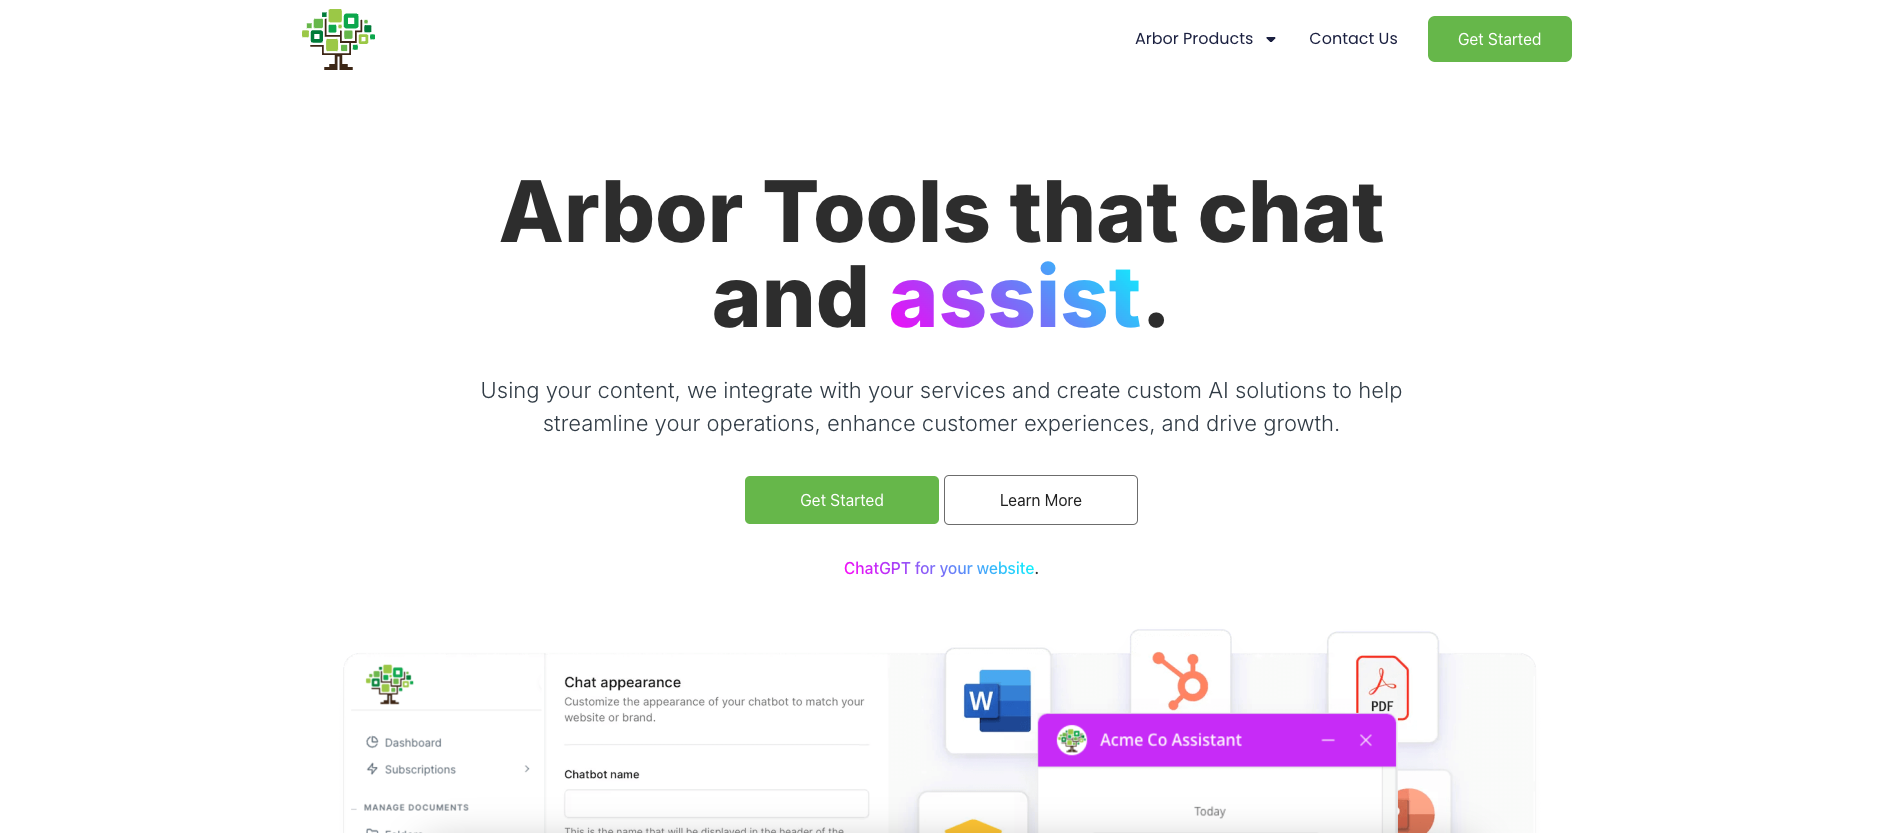 Arbor Products
Contact Us
Get Started
Arbor Tools that chat
and assist.
Using your content, we integrate with your services and create custom AI solutions to help
streamline your operations, enhance customer experiences, and drive growth.
Get Started
Learn More
ChatGPT for your website.
Dashboard
Subscriptions
MANAGE DOCUMENTS
Folders
Chat appearance
Customize the appearance of your chatbot to match your
website or brand.
Chatbot name
This is the name that will be displayed in the header of the
W
PDF
Acme Co Assistant
Today